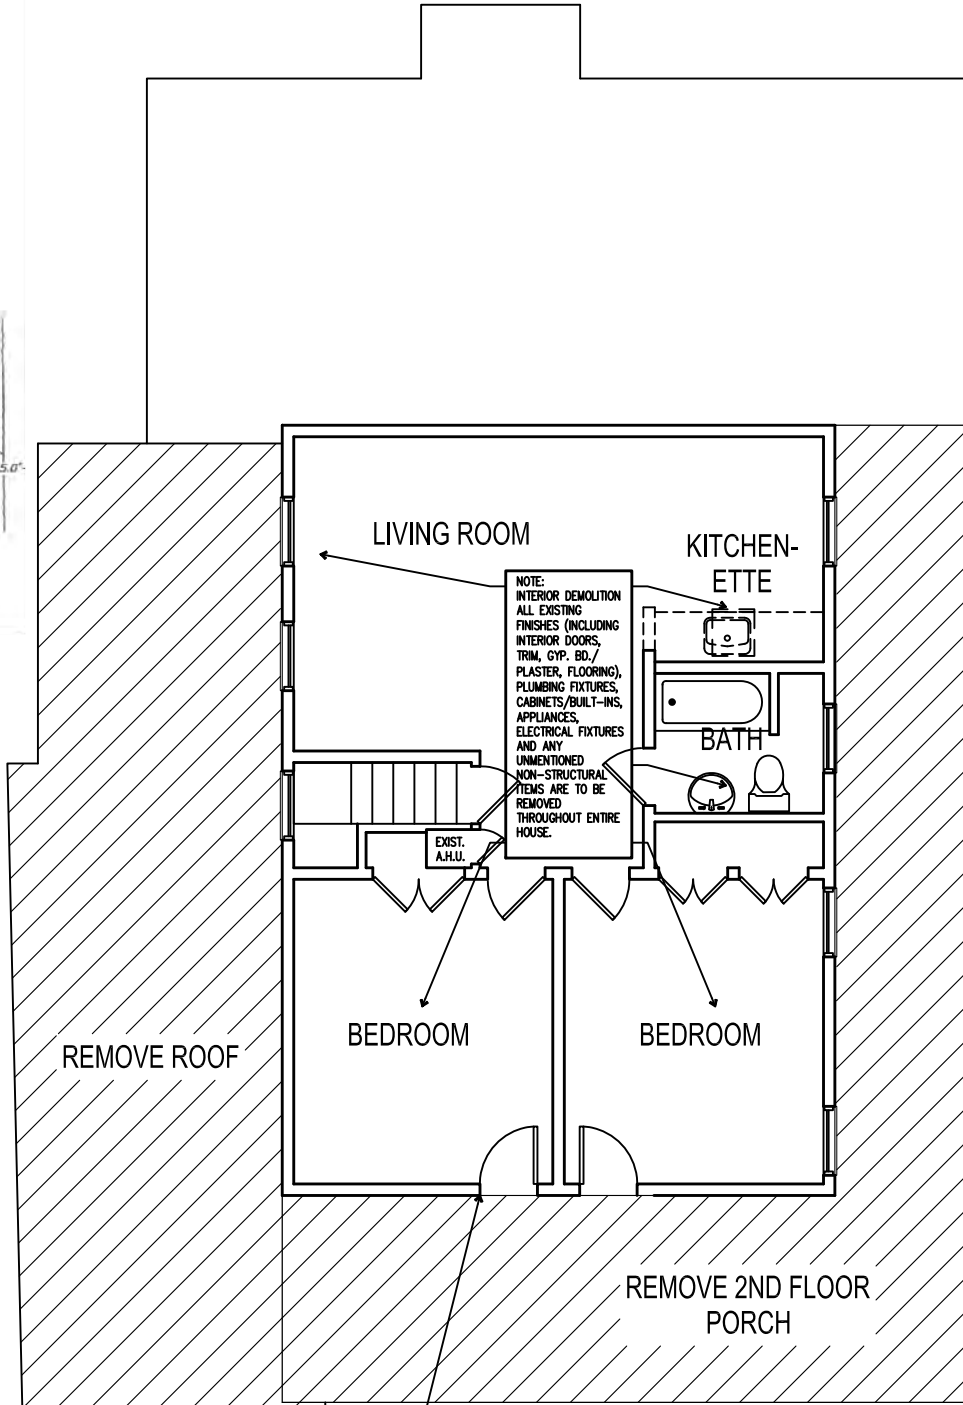 5.0'-
LIVING ROOM
KITCHEN-
ETTE
NOTE:
INTERIOR DEMOLITION
ALL EXISTING
FINISHES (INCLUDING
INTERIOR DOORS,
TRIM, GYP. BD./
PLASTER, FLOORING),
PLUMBING FIXTURES,
CABINETS/BUILT-INS,
APPLIANCES,
ELECTRICAL FIXTURES
AND ANY
UNMENTIONED
NON-STRUCTURAL
ITEMS ARE TO BE
REMOVED
THROUGHOUT ENTIRE
HOUSE.
BATH
EXIST.
A.H.U.
BEDROOM
BEDROOM
REMOVE ROOF
REMOVE 2ND FLOOR
PORCH